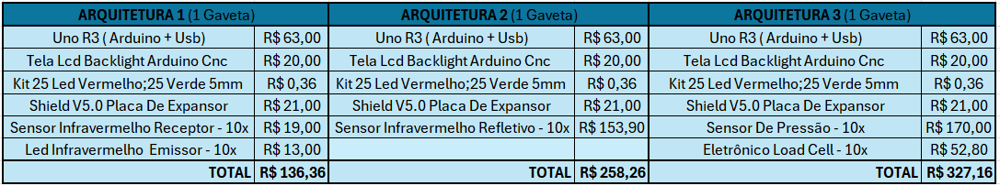 ARQUITETURA 1 (1 Gaveta) ARQUITETURA 2 (1 Gaveta) ARQUITETURA 3 (1 Gaveta)
Uno R3 ( Arduino + Usb) R$ 63,00 Uno R3 ( Arduino + Usb) R$ 63,00 Uno R3 ( Arduino + Usb) R$ 63,00
Tela Lcd Backlight Arduino Cnc R$ 20,00 Tela Lcd Backlight Arduino Cnc R$ 20,00 Tela Lcd Backlight Arduino Cnc R$ 20,00
Kit 25 Led Vermelho;25 Verde 5mm R$ 0,36 Kit 25 Led Vermelho;25 Verde 5mm R$ 0,36 Kit 25 Led Vermelho;25 Verde 5mm R$ 0,36
Shield V5.0 Placa De Expansor R$ 21,00 Shield V5.0 Placa De Expansor R$ 21,00 Shield V5.0 Placa De Expansor R$ 21,00
Sensor Infravermelho Receptor - 10x R$ 19,00 Sensor Infravermelho Refletivo - 10x R$ 153,90 Sensor De Pressão - 10x R$ 170,00
Led Infravermelho Emissor - 10x R$ 13,00 Eletrônico Load Cell - 10x R$ 52,80
TOTAL R$ 136,36 TOTAL R$ 258,26 TOTAL R$ 327,16